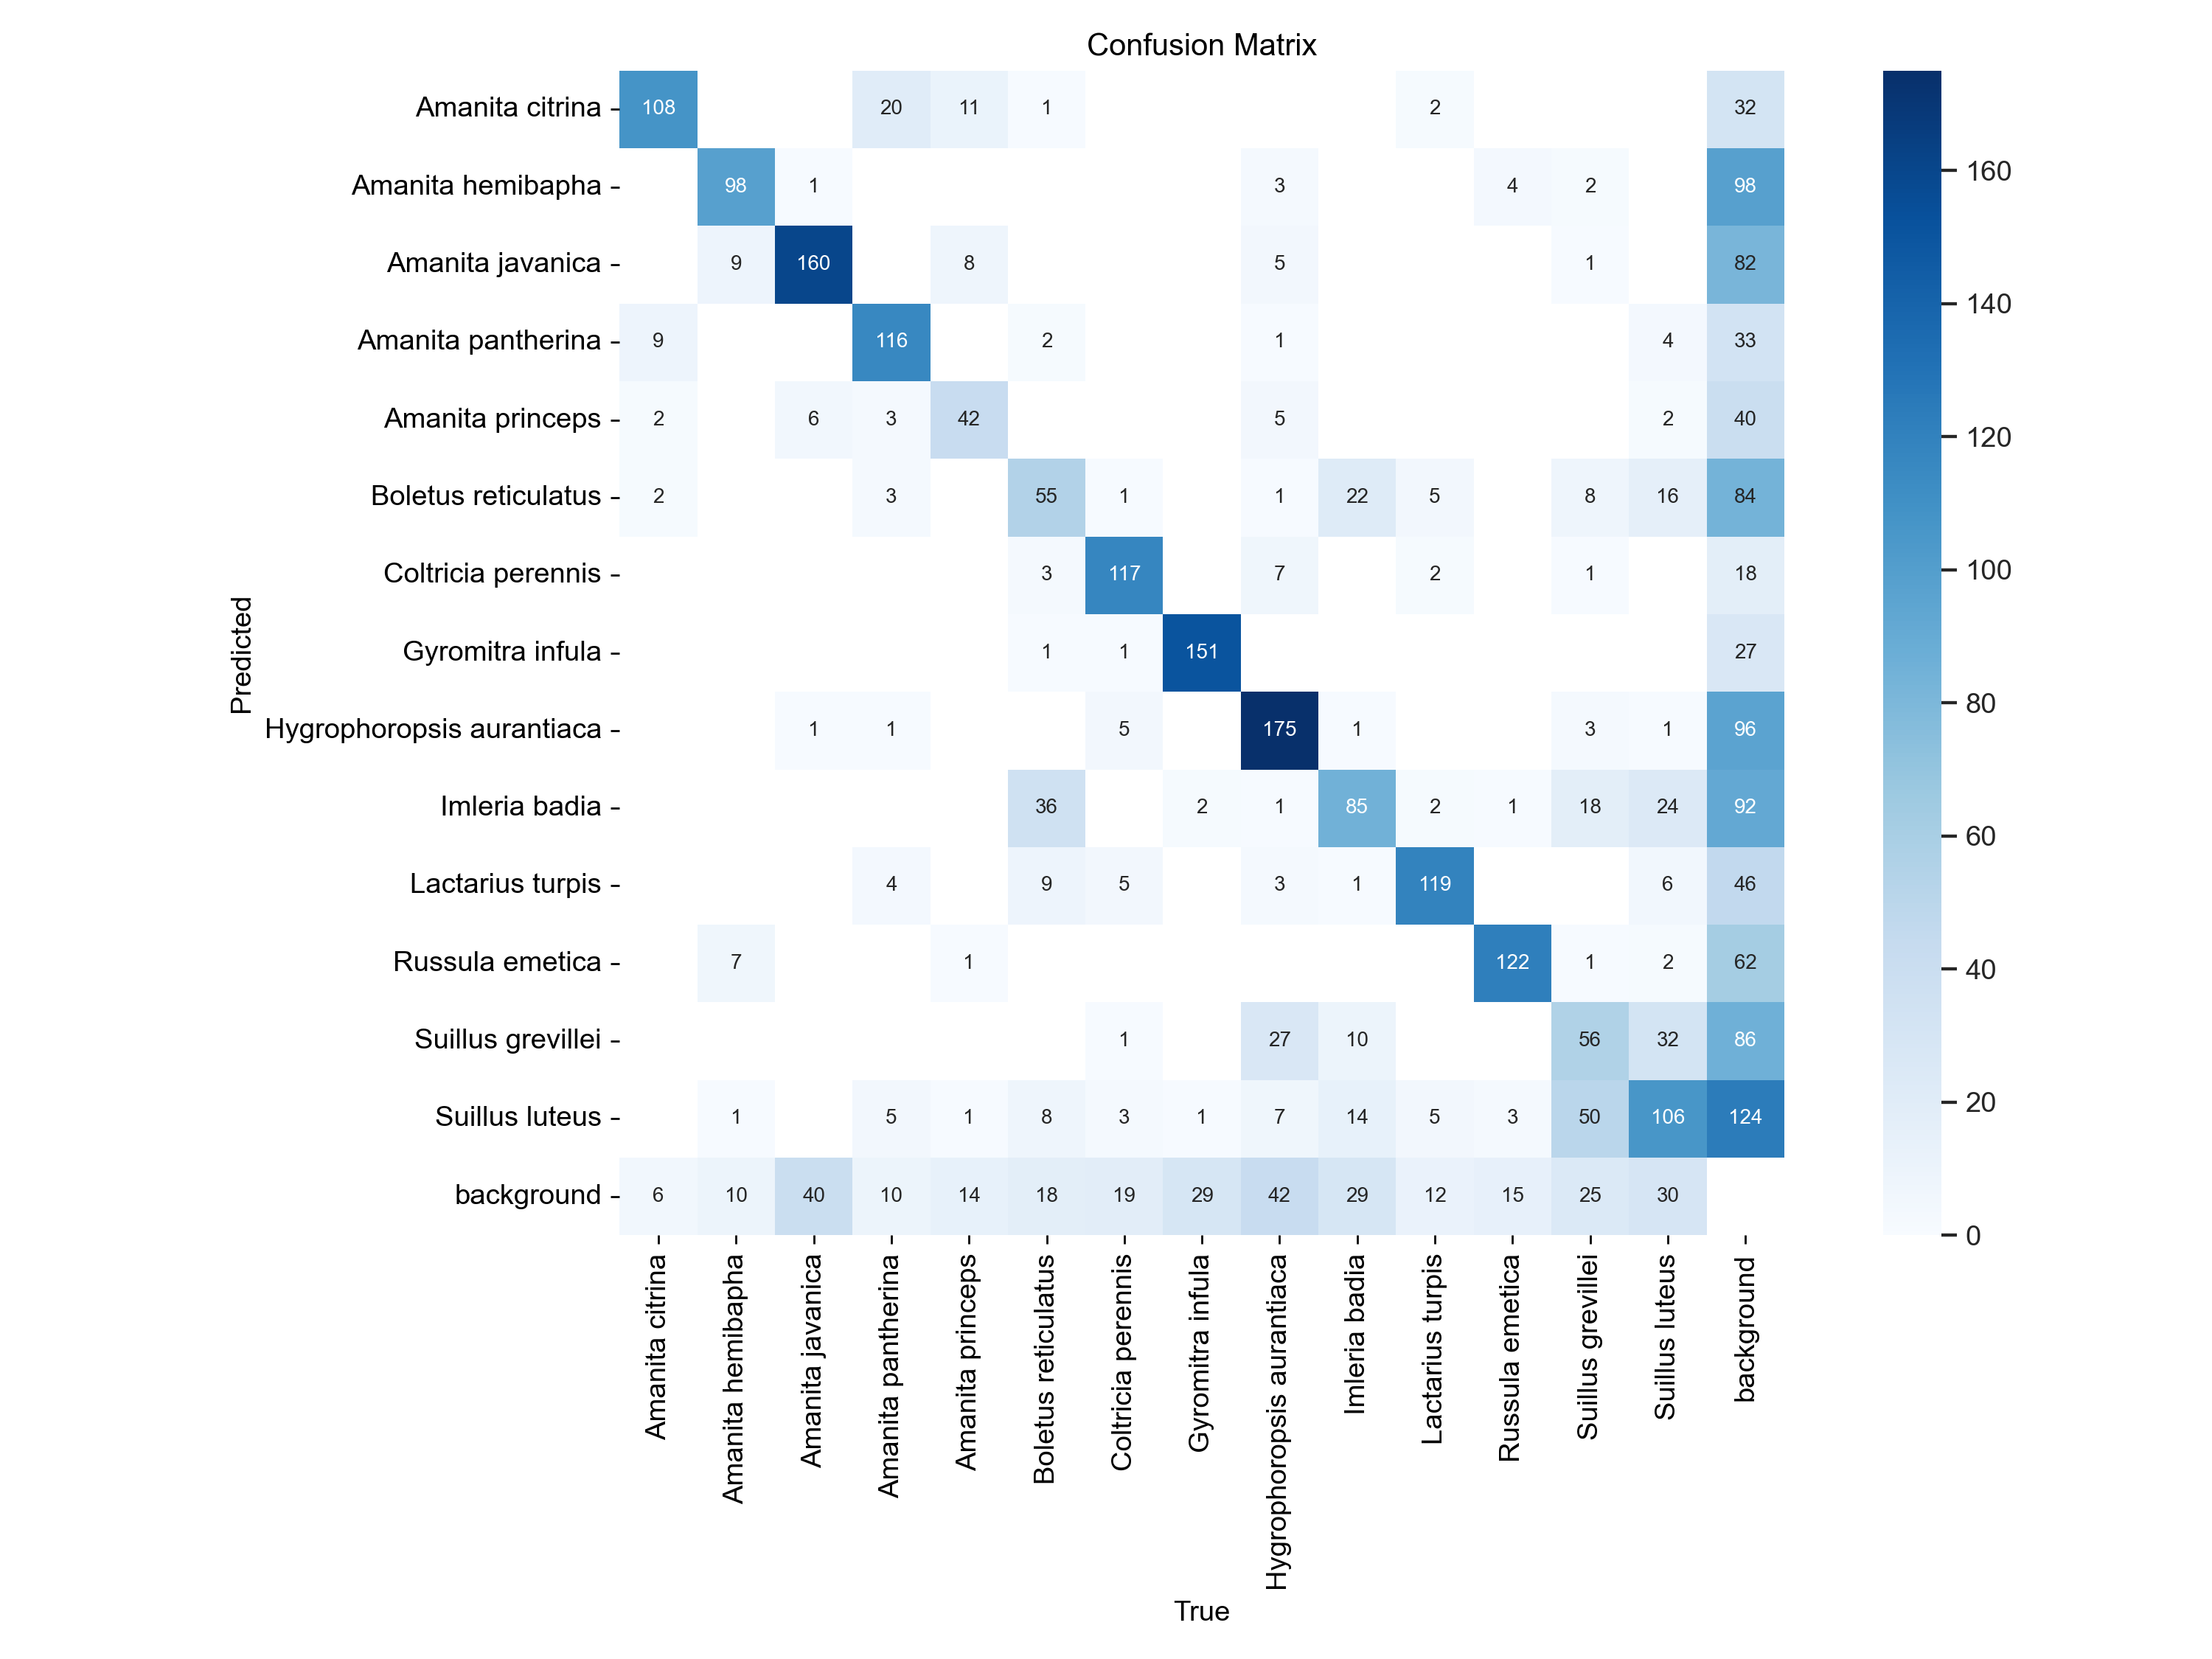 Confusion Matrix
Amanita citrina 108 20 11 1 2 32
Amanita hemibapha 98 1 3 4 2 98
Amanita javanica 9 160 8 5 1 82
Amanita pantherina 9 116 2 1 4 33
Amanita princeps 2 6 3 42 5 2 40
Boletus reticulatus 2 3 55 1 1 22 5 8 16 84
Coltricia perennis 3 117 7 2 1 18
Gyromitra infula 1 1 151 27
Hygrophoropsis aurantiaca 1 1 5 175 1 3 1 96
Imleria badia 36 2 1 85 2 1 18 24 92
Lactarius turpis 4 9 5 3 1 119 6 46
Russula emetica 7 1 122 1 2 62
Suillus grevillei 1 27 10 56 32 86
Suillus luteus 1 5 1 8 3 1 7 14 5 3 50 106 124
background 6 10 40 10 14 18 19 29 42 29 12 15 25 30
Predicted
Amanita citrina
Amanita hemibapha
Amanita javanica
Amanita pantherina
Amanita princeps
Boletus reticulatus
Coltricia perennis
Gyromitra infula
Hygrophoropsis aurantiaca
Imleria badia
Lactarius turpis
Russula emetica
Suillus grevillei
Suillus luteus
background
True
160
140
120
100
80
60
40
20
0